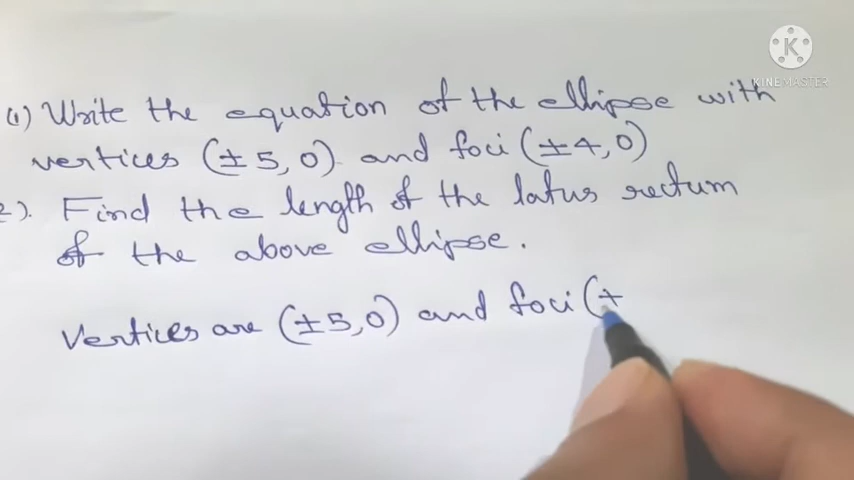 KINEMASTER
(1) Write the equation of the ellipse with
vertices (±5, 0) and foci (±4, 0)
2). Find the length of the latus rectum
of the above ellipse.
Vertices are (±5, 0) and foci (±